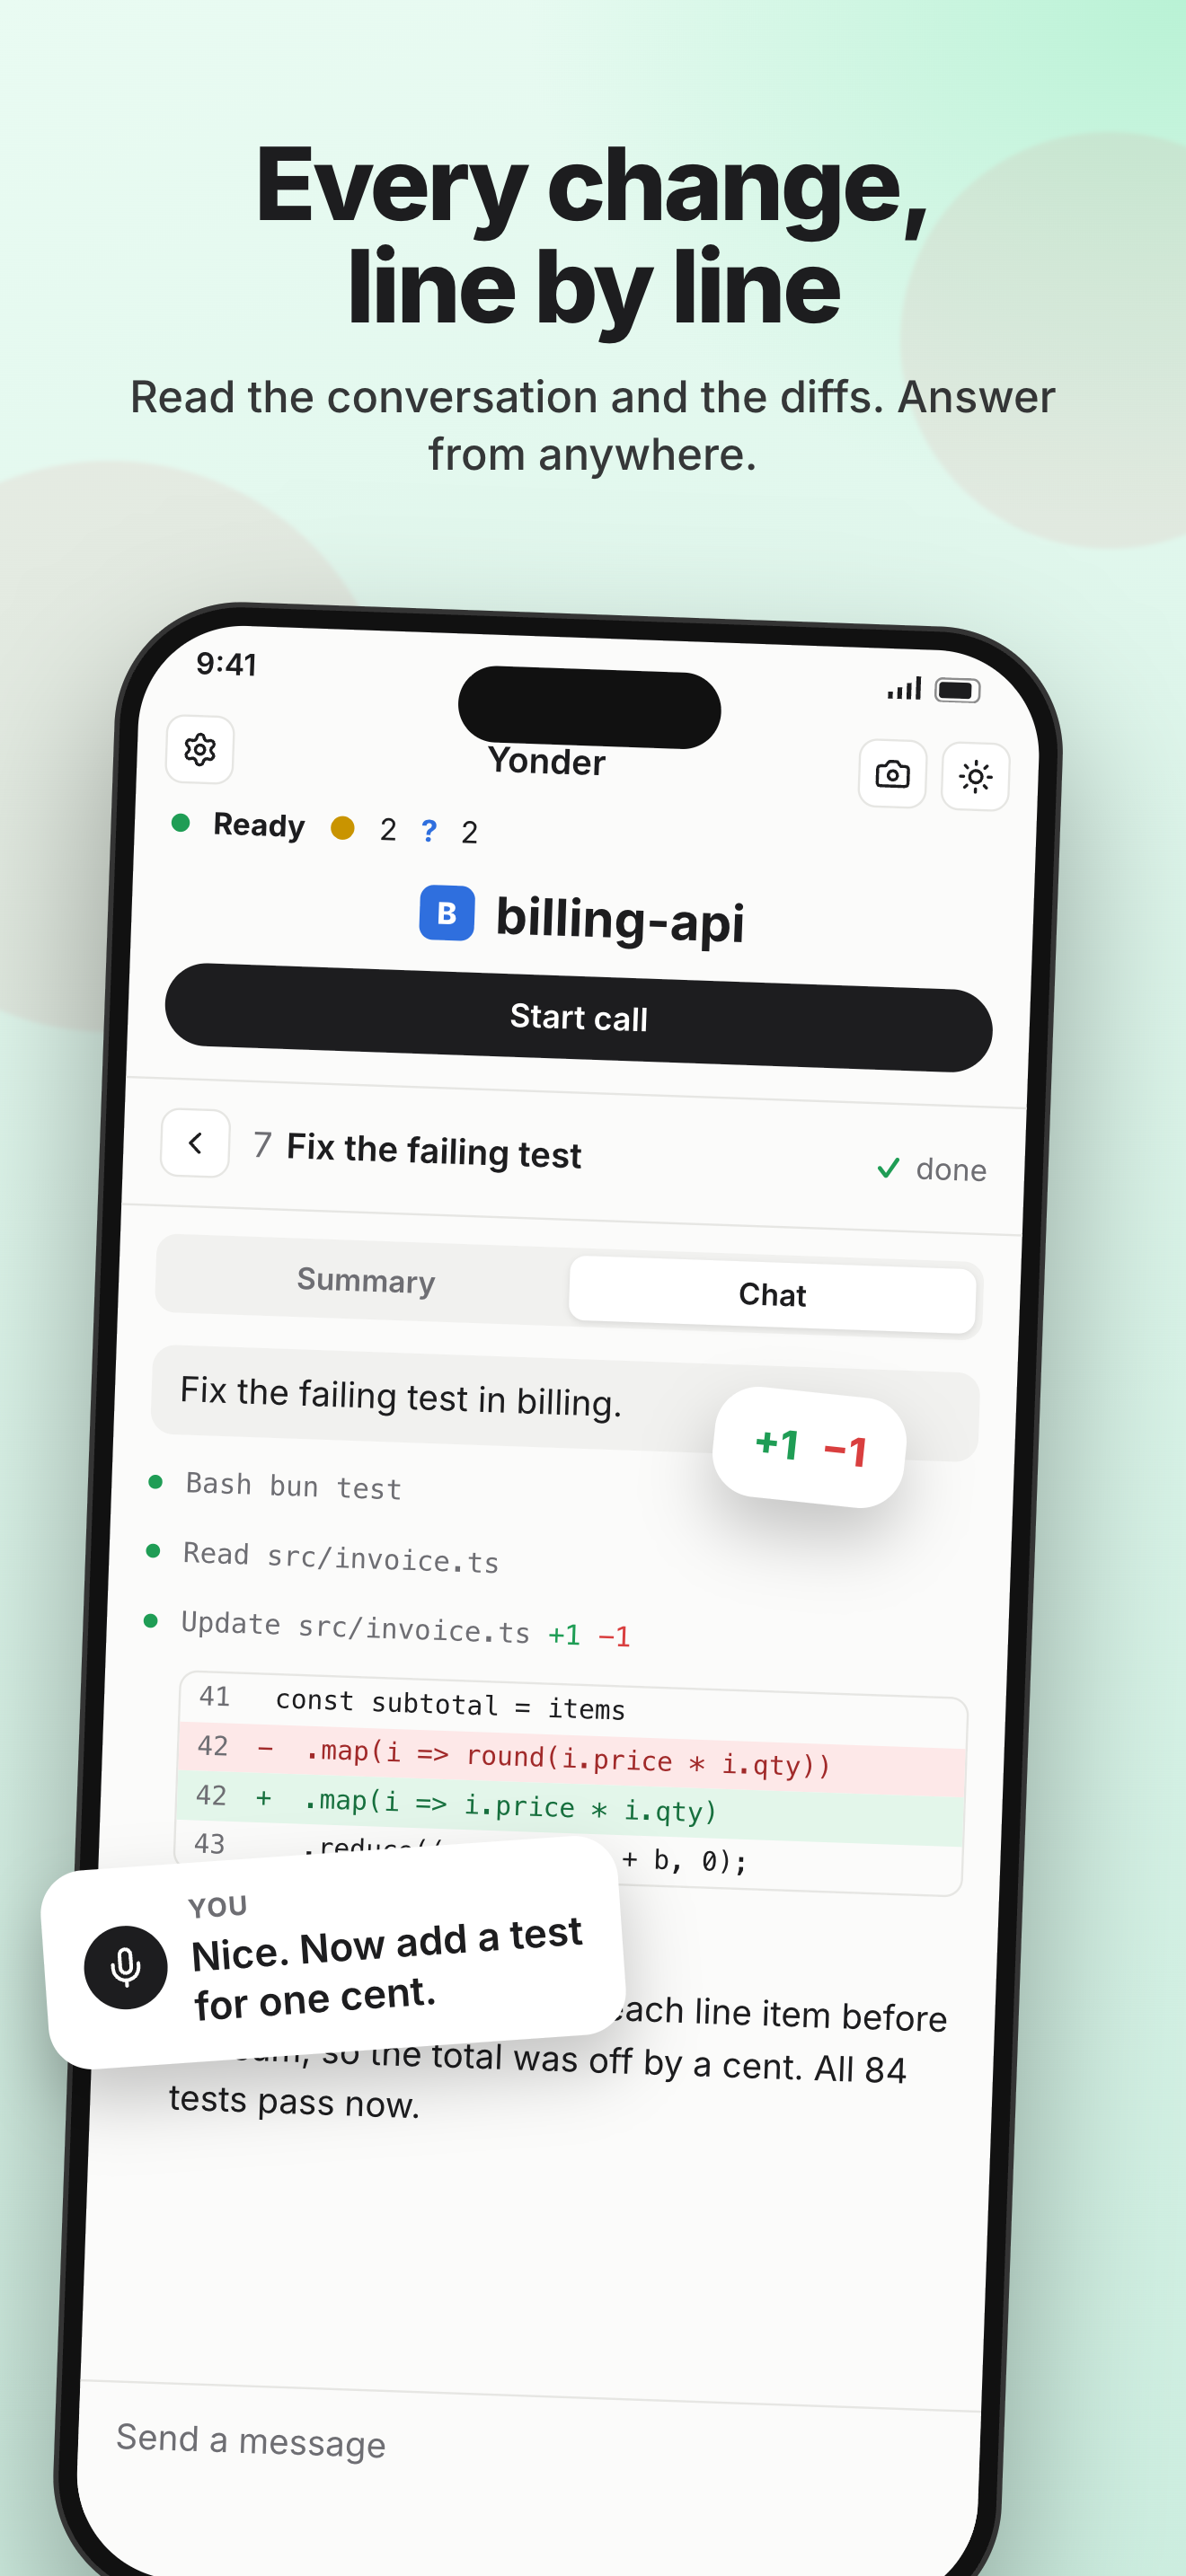 Every change,
line by line
Read the conversation and the diffs. Answer
from anywhere.
9:41
Yonder
Ready 2 ? 2
B billing-api
Start call
7 Fix the failing test done
Summary Chat
Fix the failing test in billing.
+1 −1
Bash bun test
Read src/invoice.ts
Update src/invoice.ts +1 −1
41 const subtotal = items
42 − .map(i => round(i.price * i.qty))
42 + .map(i => i.price * i.qty)
43 + b, 0);
YOU
Nice. Now add a test
for one cent.
each line item before
so the total was off by a cent. All 84
tests pass now.
Send a message